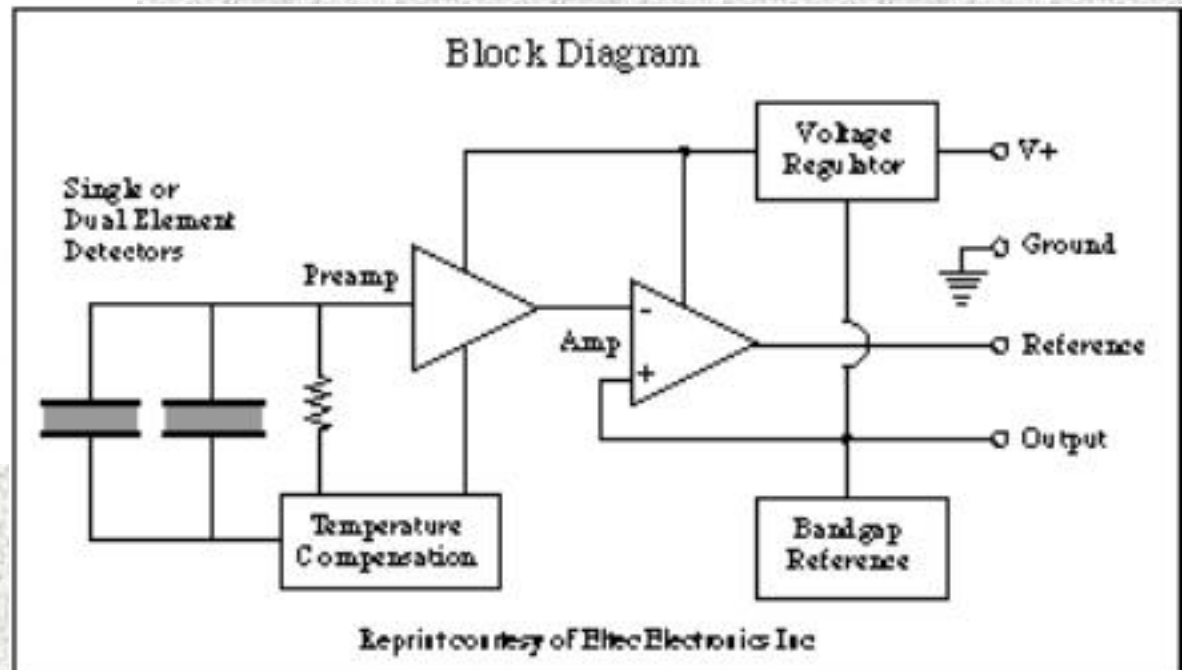 Block Diagram
Voltage
Regulator
V+
Single or
Dual Element
Detectors
Ground
Preamp
-
Amp
Reference
+
Output
Temperature
Compensation
Bandgap
Reference
Reprint courtesy of Eltec Electronics Inc